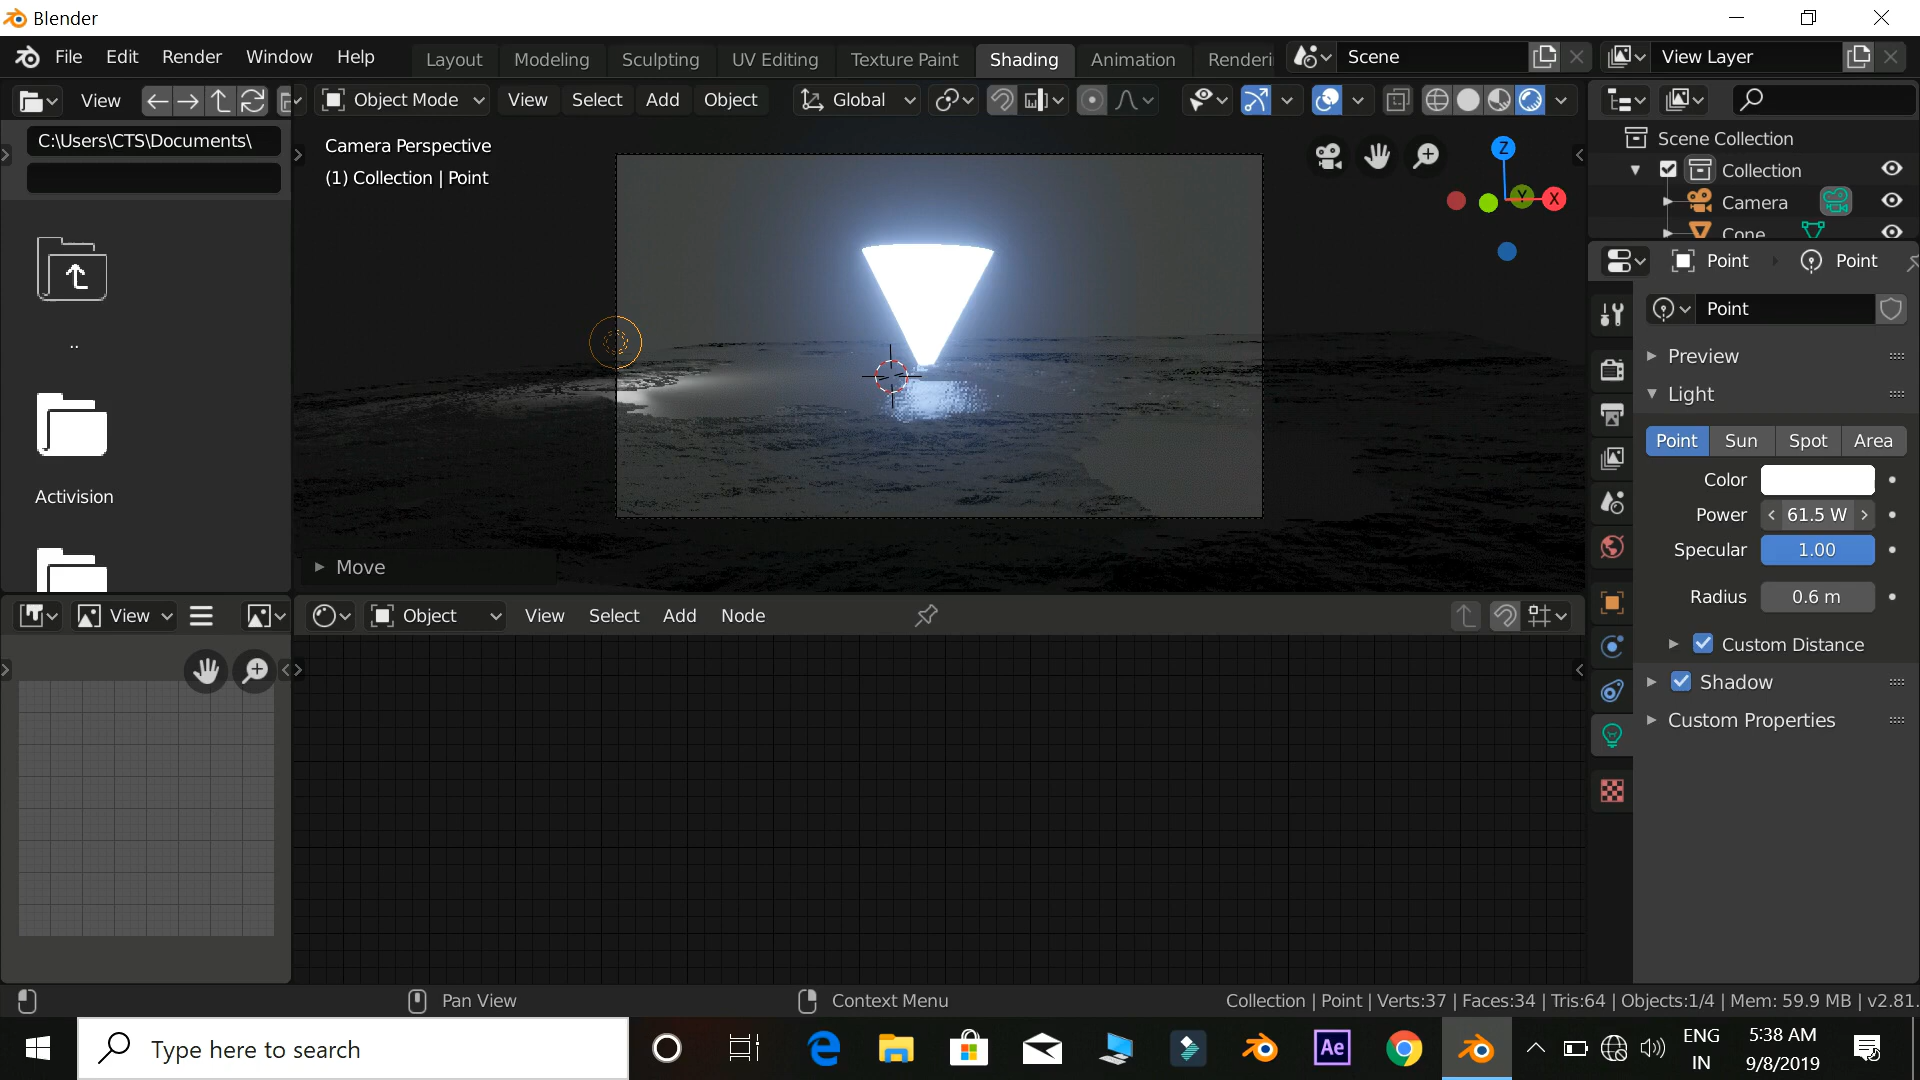 Blender
File Edit Render Window Help
Layout Modeling Sculpting UV Editing Texture Paint Shading Animation Renderi
Scene
View Layer
View
Object Mode View Select Add Object Global
C:\Users\CTS\Documents\
..
Activision
Camera Perspective
(1) Collection | Point
Z
Y
X
Move
Scene Collection
Collection
Camera
Cone
Point Point
Point
Preview
Light
Point Sun Spot Area
Color
Power 61.5 W
Specular 1.00
Radius 0.6 m
Custom Distance
Shadow
Custom Properties
View
Object View Select Add Node
Pan View
Context Menu
Collection | Point | Verts:37 | Faces:34 | Tris:64 | Objects:1/4 | Mem: 59.9 MB | v2.81.
Type here to search
Ae
ENG
IN
5:38 AM
9/8/2019